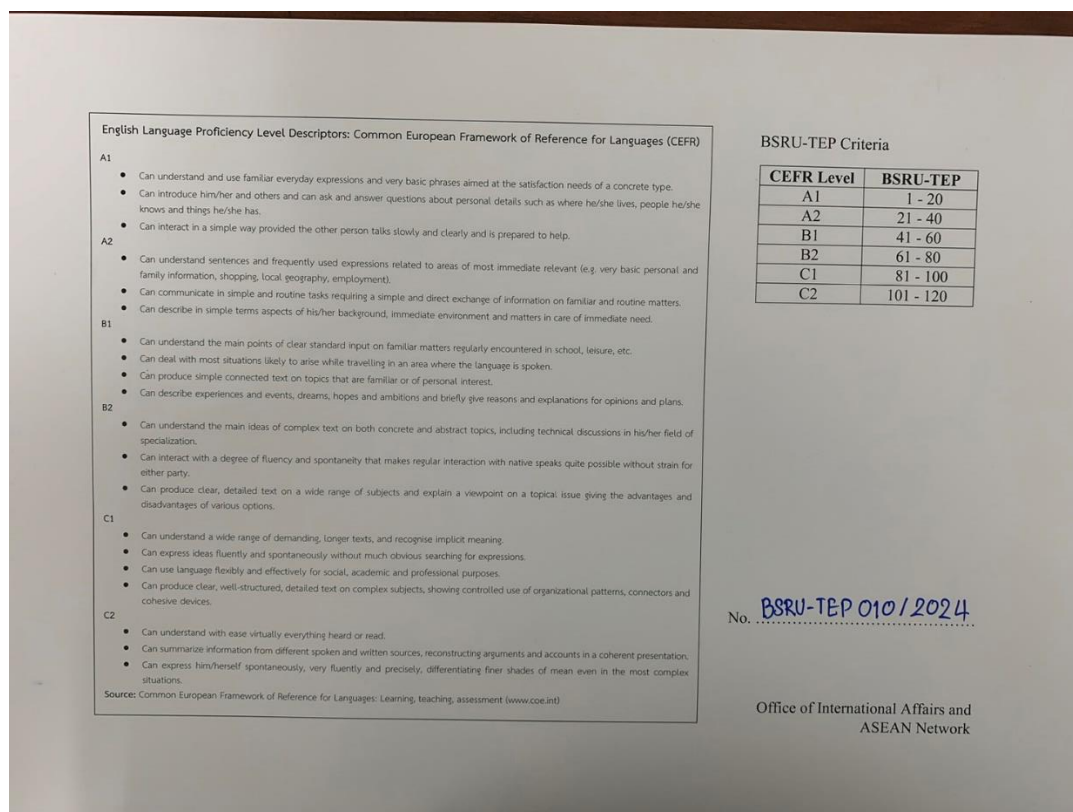 English Language Proficiency Level Descriptors: Common European Framework of Reference for Languages (CEFR)
A1
• Can understand and use familiar everyday expressions and very basic phrases aimed at the satisfaction needs of a concrete type.
• Can introduce him/her and others and can ask and answer questions about personal details such as where he/she lives, people he/she
knows and things he/she has.
• Can interact in a simple way provided the other person talks slowly and clearly and is prepared to help.
A2
• Can understand sentences and frequently used expressions related to areas of most immediate relevant (e.g. very basic personal and
family information, shopping, local geography, employment).
• Can communicate in simple and routine tasks requiring a simple and direct exchange of information on familiar and routine matters.
• Can describe in simple terms aspects of his/her background, immediate environment and matters in care of immediate need.
B1
• Can understand the main points of clear standard input on familiar matters regularly encountered in school, leisure, etc.
• Can deal with most situations likely to arise while travelling in an area where the language is spoken.
• Can produce simple connected text on topics that are familiar or of personal interest.
• Can describe experiences and events, dreams, hopes and ambitions and briefly give reasons and explanations for opinions and plans.
B2
• Can understand the main ideas of complex text on both concrete and abstract topics, including technical discussions in his/her field of
specialization.
• Can interact with a degree of fluency and spontaneity that makes regular interaction with native speaks quite possible without strain for
either party.
• Can produce clear, detailed text on a wide range of subjects and explain a viewpoint on a topical issue giving the advantages and
disadvantages of various options.
C1
• Can understand a wide range of demanding, longer texts, and recognise implicit meaning.
• Can express ideas fluently and spontaneously without much obvious searching for expressions.
• Can use language flexibly and effectively for social, academic and professional purposes.
• Can produce clear, well-structured, detailed text on complex subjects, showing controlled use of organizational patterns, connectors and
cohesive devices.
C2
• Can understand with ease virtually everything heard or read.
• Can summarize information from different spoken and written sources, reconstructing arguments and accounts in a coherent presentation.
• Can express him/herself spontaneously, very fluently and precisely, differentiating finer shades of mean even in the most complex
situations.
Source: Common European Framework of Reference for Languages: Learning, teaching, assessment (www.coe.int)
BSRU-TEP Criteria
CEFR Level BSRU-TEP
A1 1 - 20
A2 21 - 40
B1 41 - 60
B2 61 - 80
C1 81 - 100
C2 101 - 120
No. BSRU-TEP 010/2024
Office of International Affairs and
ASEAN Network